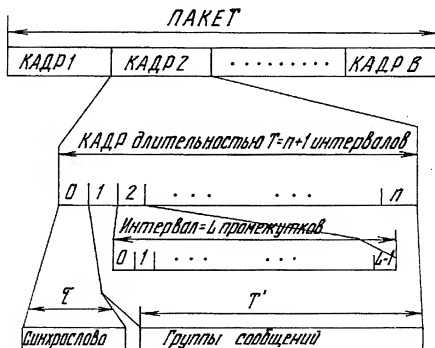 ПАКЕТ
КАДР1 КАДР2 ......... КАДР В
КАДР длительностью T=n+1 интервалов
0 1 2 ... ... n
Интервал=L промежутков
0 1 ... ... L-1
τ T'
Синхрослово Группы сообщений